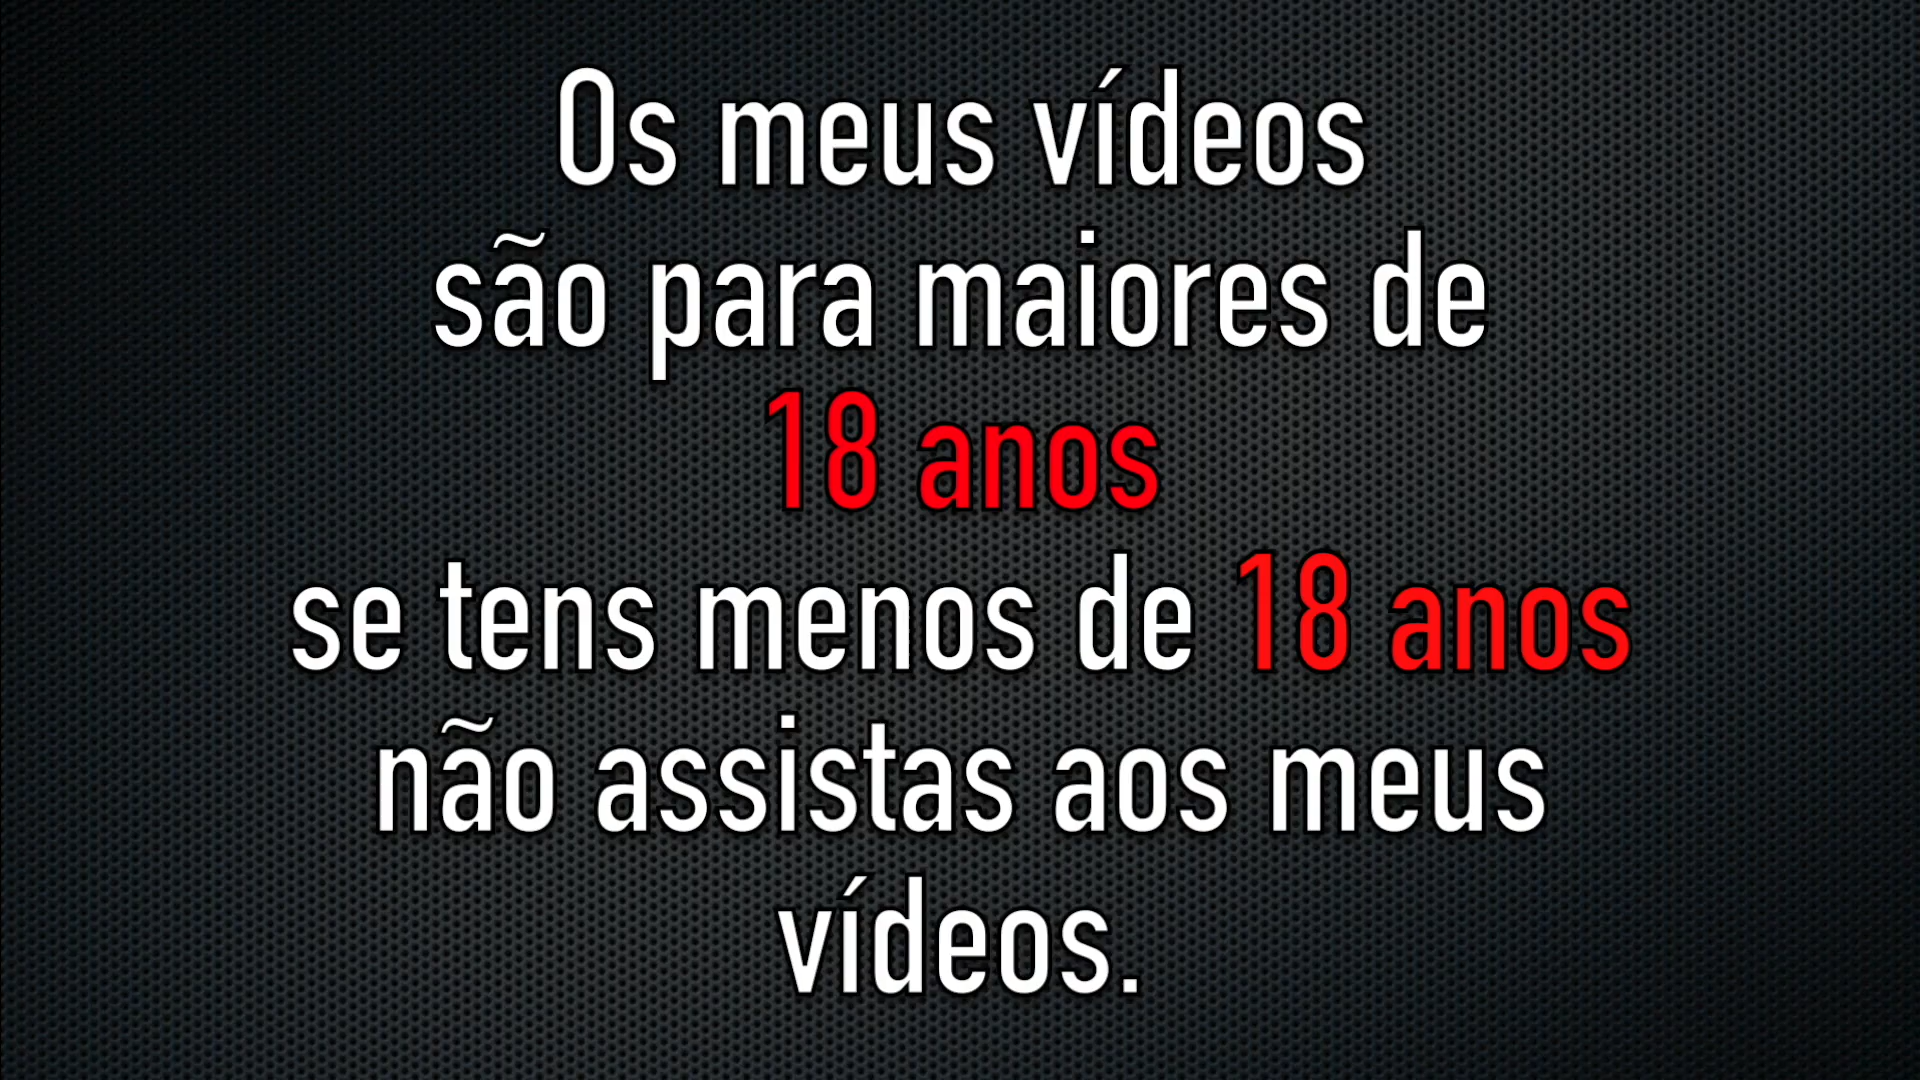 Os meus vídeos
são para maiores de
18 anos
se tens menos de 18 anos
não assistas aos meus
vídeos.